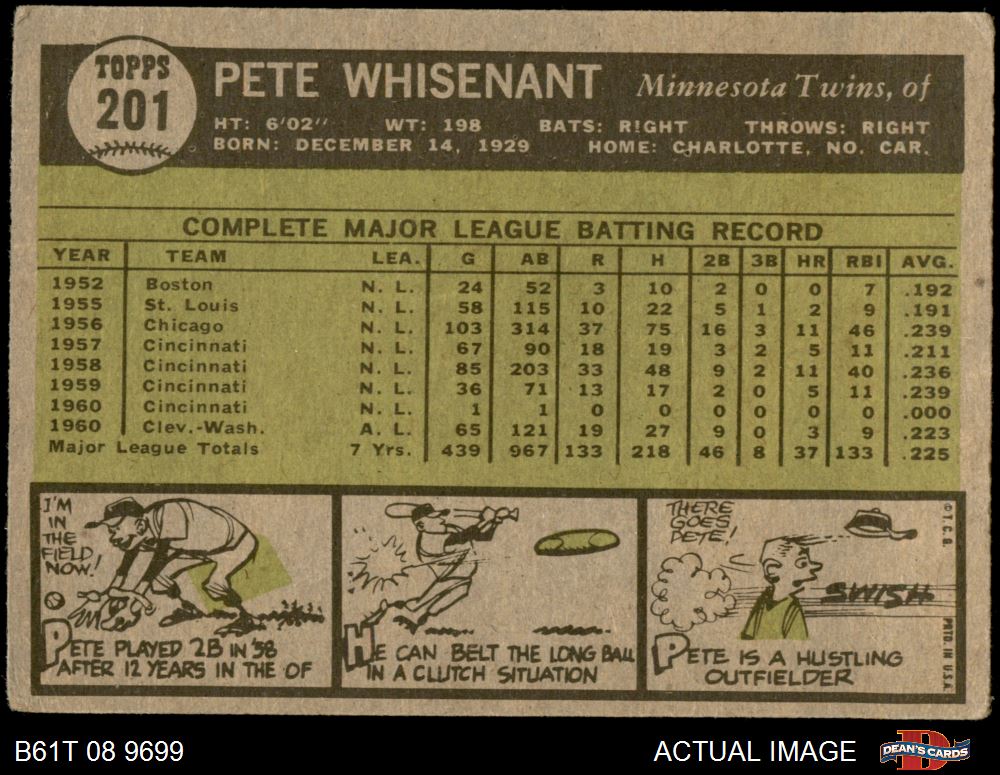 TOPPS
201
PETE WHISENANT Minnesota Twins, of
HT: 6'02" WT: 198 BATS: RIGHT THROWS: RIGHT
BORN: DECEMBER 14, 1929 HOME: CHARLOTTE, NO. CAR.
COMPLETE MAJOR LEAGUE BATTING RECORD
YEAR TEAM LEA. G AB R H 2B 3B HR RBI AVG.
1952 Boston N. L. 24 52 3 10 2 0 0 7 .192
1955 St. Louis N. L. 58 115 10 22 5 1 2 9 .191
1956 Chicago N. L. 103 314 37 75 16 3 11 46 .239
1957 Cincinnati N. L. 67 90 18 19 3 2 5 11 .211
1958 Cincinnati N. L. 85 203 33 48 9 2 11 40 .236
1959 Cincinnati N. L. 36 71 13 17 2 0 5 11 .239
1960 Cincinnati N. L. 1 1 0 0 0 0 0 0 .000
1960 Clev.-Wash. A. L. 65 121 19 27 9 0 3 9 .223
Major League Totals 7 Yrs. 439 967 133 218 46 8 37 133 .225
I'M
IN
THE
FIELD
NOW!
PETE PLAYED 2B IN '58
AFTER 12 YEARS IN THE OF
HE CAN BELT THE LONG BALL
IN A CLUTCH SITUATION
THERE
GOES
PETE!
SWISH
PETE IS A HUSTLING
OUTFIELDER
© T. C. G.
PRTD IN U.S.A.
B61T 08 9699
ACTUAL IMAGE
DEAN'S CARDS